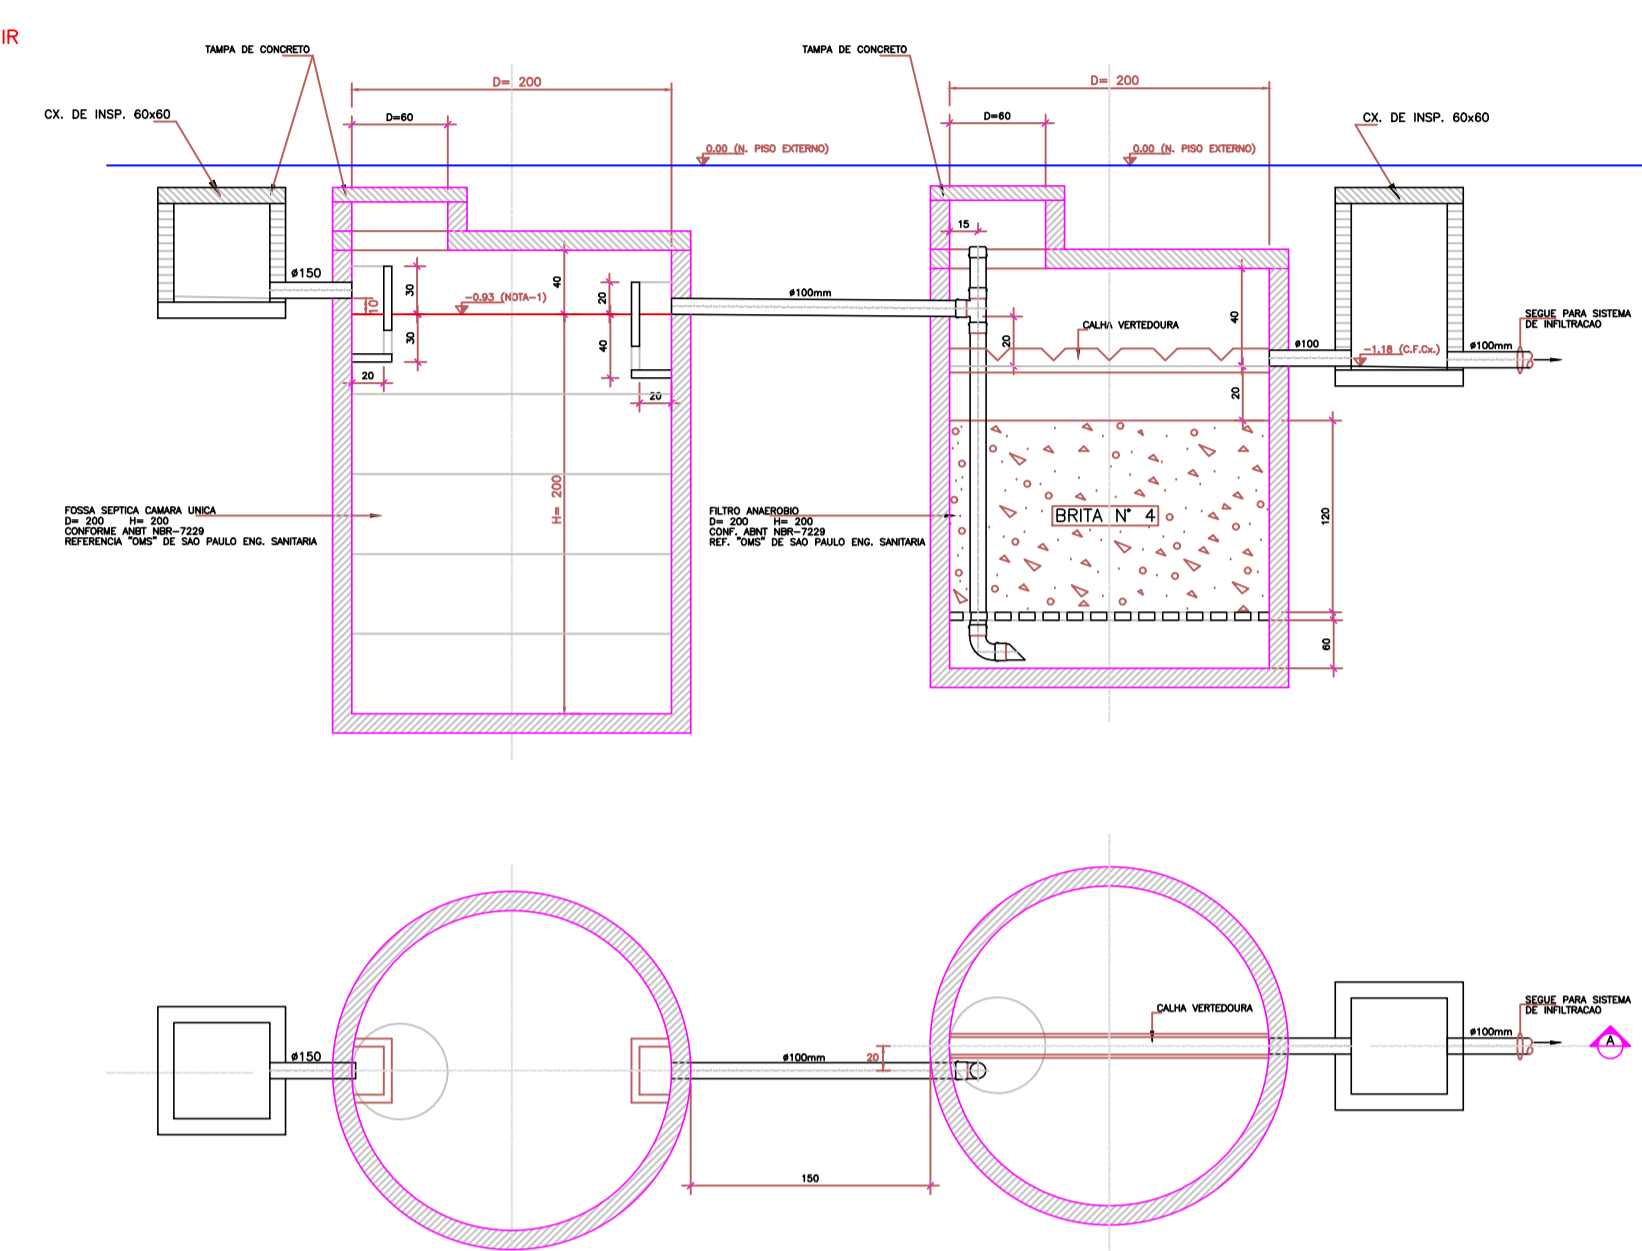 IR
TAMPA DE CONCRETO
TAMPA DE CONCRETO
D= 200
D= 200
CX. DE INSP. 60x60
D=60
D=60
CX. DE INSP. 60x60
0.00 (N. PISO EXTERNO)
0.00 (N. PISO EXTERNO)
15
ø150
30
10
-0.93 (NOTA-1)
40
20
ø100mm
40
SEGUE PARA SISTEMA
DE INFILTRACAO
CALHA VERTEDOURA
30
40
20
ø100
-1.18 (C.F.Cx.)
ø100mm
20
20
20
H= 200
FOSSA SEPTICA CAMARA UNICA
D= 200 H= 200
CONFORME ANBT NBR-7229
REFERENCIA "OMS" DE SAO PAULO ENG. SANITARIA
FILTRO ANAEROBIO
D= 200 H= 200
CONF. ABNT NBR-7229
REF. "OMS" DE SAO PAULO ENG. SANITARIA
BRITA N° 4
120
60
CALHA VERTEDOURA
SEGUE PARA SISTEMA
DE INFILTRACAO
ø150
ø100mm
20
ø100mm
A
150